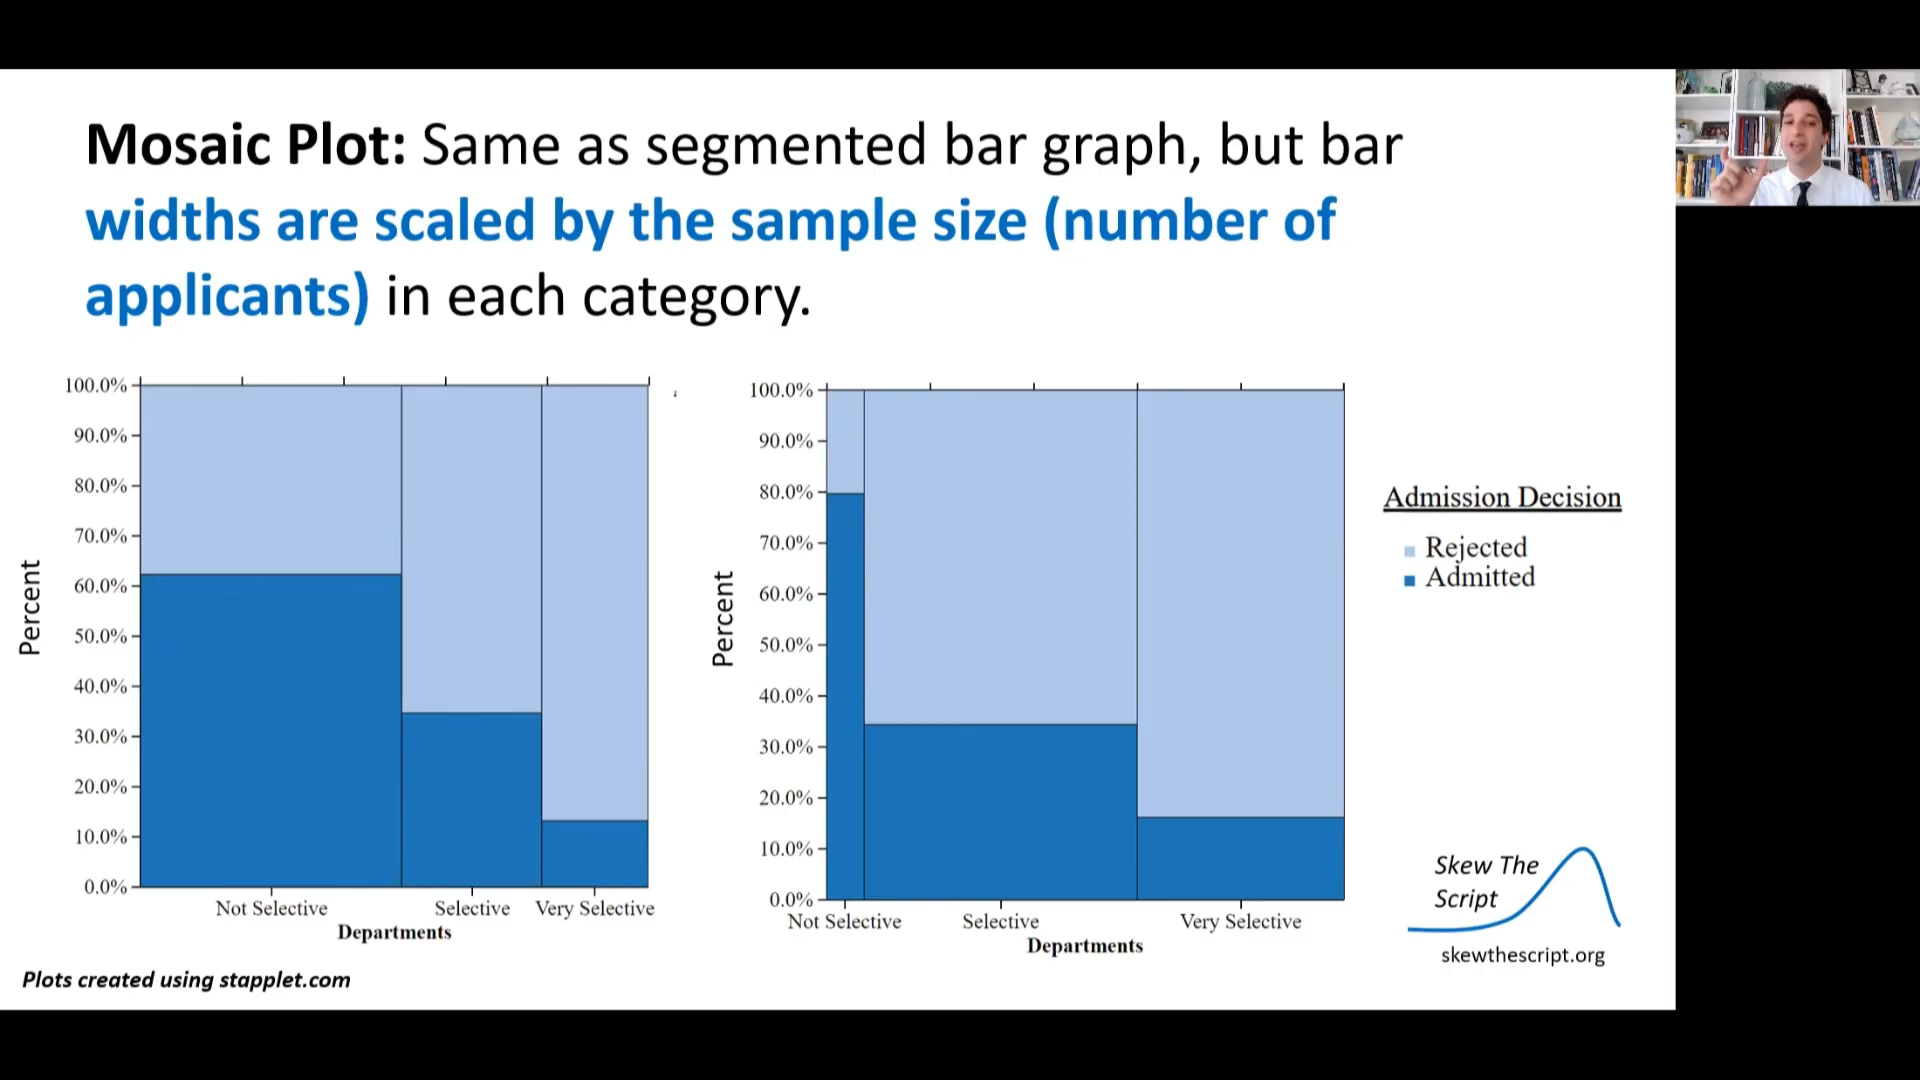 Mosaic Plot: Same as segmented bar graph, but bar
widths are scaled by the sample size (number of
applicants) in each category.
100.0%
90.0%
80.0%
70.0%
60.0%
50.0%
40.0%
30.0%
20.0%
10.0%
0.0%
Percent
Not Selective
Selective
Very Selective
Departments
100.0%
90.0%
80.0%
70.0%
60.0%
50.0%
40.0%
30.0%
20.0%
10.0%
0.0%
Percent
Not Selective
Selective
Very Selective
Departments
Admission Decision
Rejected
Admitted
Skew The
Script
skewthescript.org
Plots created using stapplet.com